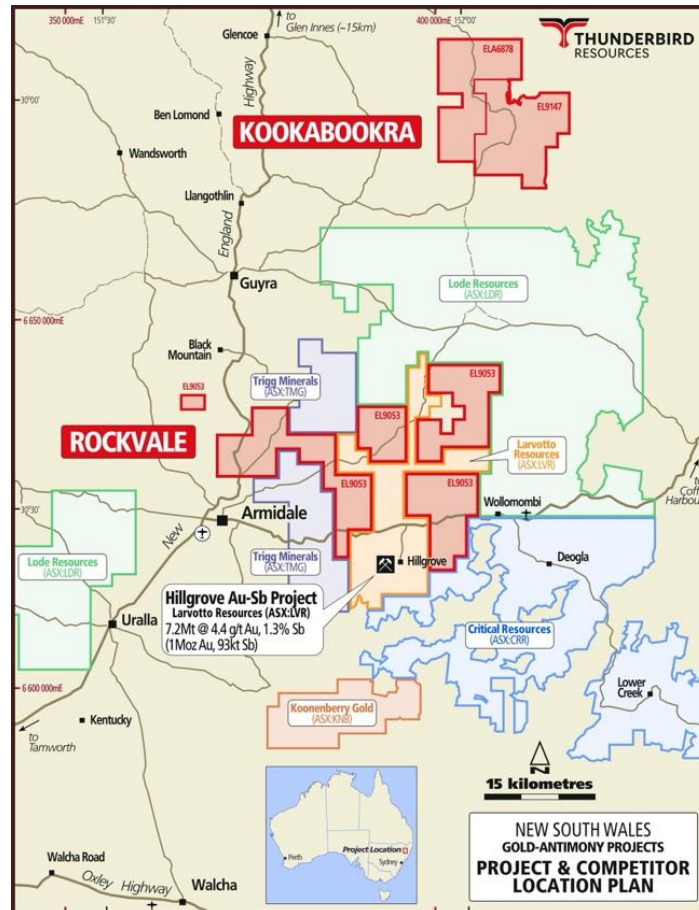 350 000mE
151°30'
to
Glen Innes (~15km)
400 000mE
152°00'
THUNDERBIRD
RESOURCES
Glencoe
ELA6878
EL9147
30°00'
Highway
Ben Lomond
KOOKABOOKRA
Wandsworth
Llangothlin
England
Guyra
Lode Resources
(ASX:LDR)
6 650 000mE
Black
Mountain
Trigg Minerals
(ASX:TMG)
EL9053
EL9053
ROCKVALE
Larvotto
Resources
(ASX:LVR)
EL9053
EL9053
to
Coffs
Harbour
30°30'
Wollomombi
Armidale
New
Lode Resources
(ASX:LDR)
Trigg Minerals
(ASX:TMG)
Hillgrove
Deogla
Hillgrove Au-Sb Project
Larvotto Resources (ASX:LVR)
7.2Mt @ 4.4 g/t Au, 1.3% Sb
(1Moz Au, 93kt Sb)
Uralla
Critical Resources
(ASX:CRR)
Lower
Creek
6 600 000mE
Koonenberry Gold
(ASX:KNB)
Kentucky
to
Tamworth
N
15 kilometres
Project Location
Perth
Sydney
NEW SOUTH WALES
GOLD-ANTIMONY PROJECTS
PROJECT & COMPETITOR
LOCATION PLAN
Walcha Road
Oxley Highway
Walcha